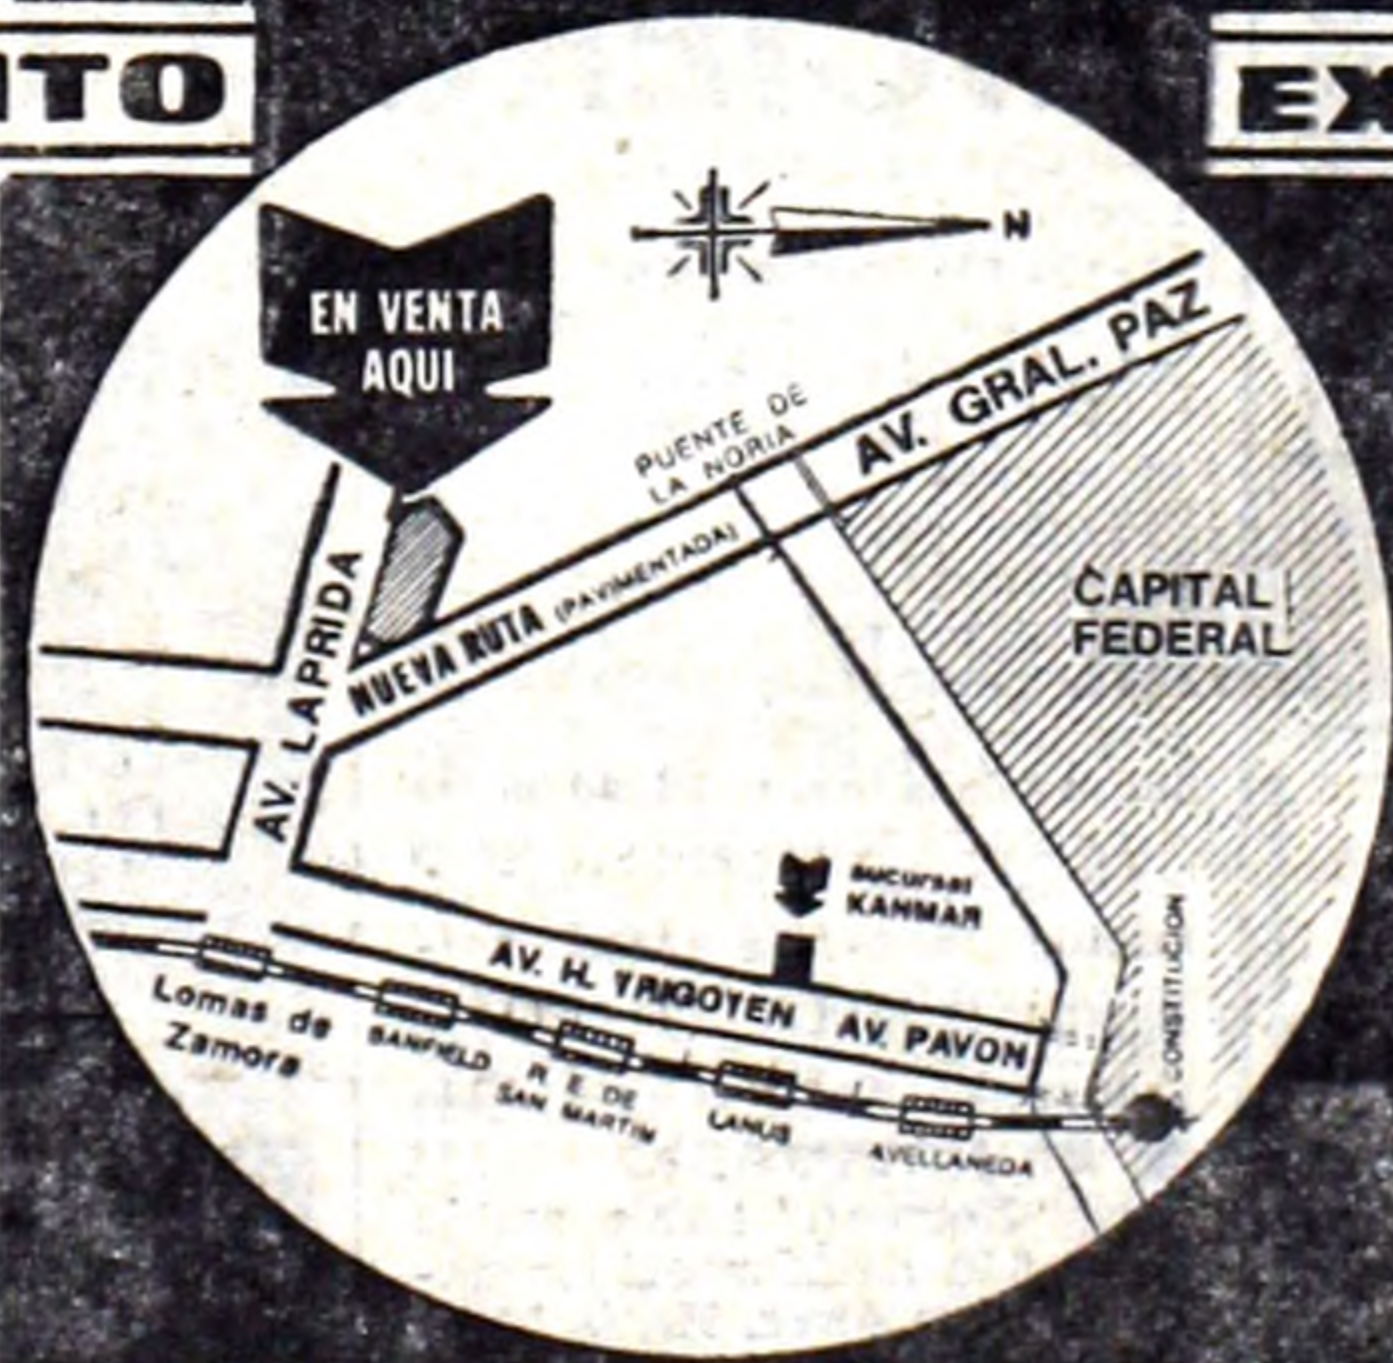 ITO
EX
N
EN VENTA
AQUI
AV. GRAL. PAZ
PUENTE DE
LA NORIA
NUEVA RUTA (PAVIMENTADA)
CAPITAL
FEDERAL
AV. LAPRIDA
sucursal
KANMAR
CONSTITUCION
AV. H. YRIGOYEN AV. PAVON
Lomas de
Zamora
BANFIELD
R E DE
SAN MARTIN
LANUS
AVELLANEDA